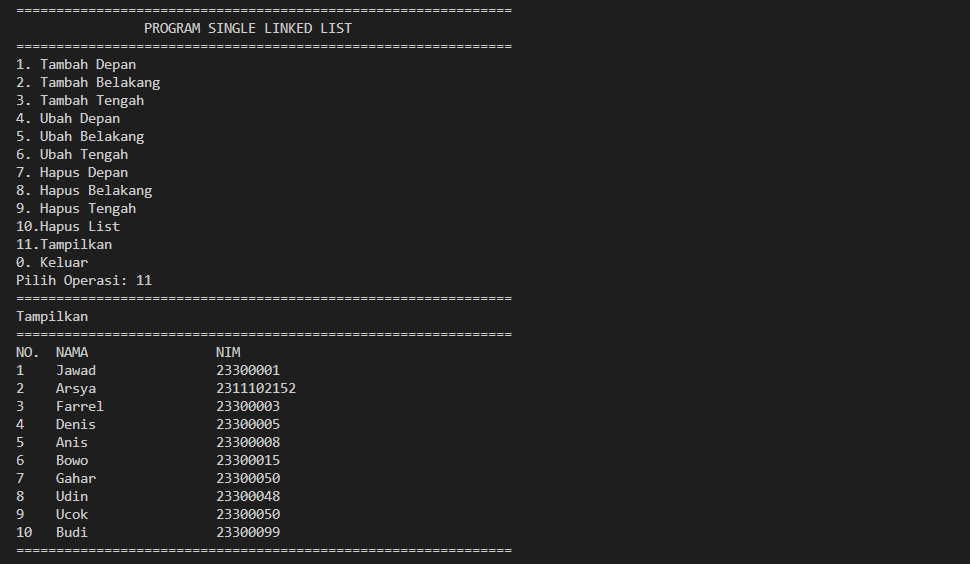 ==============================================================
PROGRAM SINGLE LINKED LIST
==============================================================
1. Tambah Depan
2. Tambah Belakang
3. Tambah Tengah
4. Ubah Depan
5. Ubah Belakang
6. Ubah Tengah
7. Hapus Depan
8. Hapus Belakang
9. Hapus Tengah
10.Hapus List
11.Tampilkan
0. Keluar
Pilih Operasi: 11
==============================================================
Tampilkan
==============================================================
NO.  NAMA                NIM
1    Jawad               23300001
2    Arsya               2311102152
3    Farrel              23300003
4    Denis               23300005
5    Anis                23300008
6    Bowo                23300015
7    Gahar               23300050
8    Udin                23300048
9    Ucok                23300050
10   Budi                23300099
==============================================================